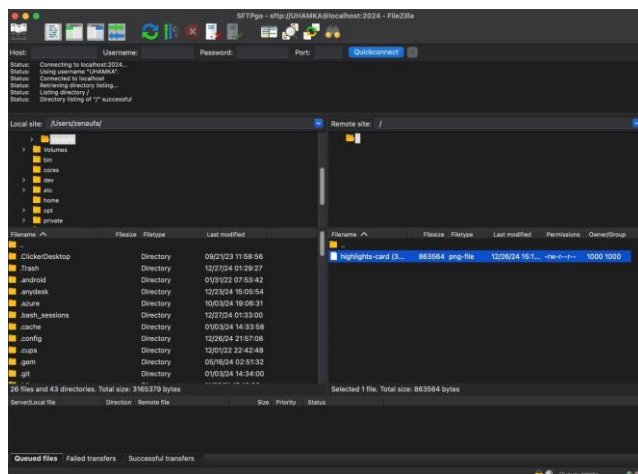 SFTPgo - sftp://UHAMKA@localhost:2024 - FileZilla
Host: Username: Password: Port: Quickconnect
Status: Connecting to localhost:2024...
Status: Using username "UHAMKA".
Status: Connected to localhost
Status: Retrieving directory listing...
Status: Listing directory /
Status: Directory listing of "/" successful
Local site: /Users/zenaufa/
Remote site: /
Volumes
bin
cores
dev
etc
home
opt
private
Filename Filesize Filetype Last modified
..
.ClickerDesktop Directory 09/21/23 11:58:56
.Trash Directory 12/27/24 01:29:27
.android Directory 01/31/22 07:53:42
.anydesk Directory 12/23/24 15:05:54
.azure Directory 10/03/24 19:06:31
.bash_sessions Directory 12/27/24 01:33:00
.cache Directory 01/03/24 14:33:58
.config Directory 12/26/24 21:57:08
.cups Directory 12/01/22 22:42:48
.gem Directory 05/16/24 02:51:32
.git Directory 01/03/24 14:34:00
26 files and 43 directories. Total size: 3165379 bytes
Filename Filesize Filetype Last modified Permissions Owner/Group
..
highlights-card (3... 863564 png-file 12/26/24 15:1... -rw-r--r-- 1000 1000
Selected 1 file. Total size: 863564 bytes
Server/Local file Direction Remote file Size Priority Status
Queued files Failed transfers Successful transfers